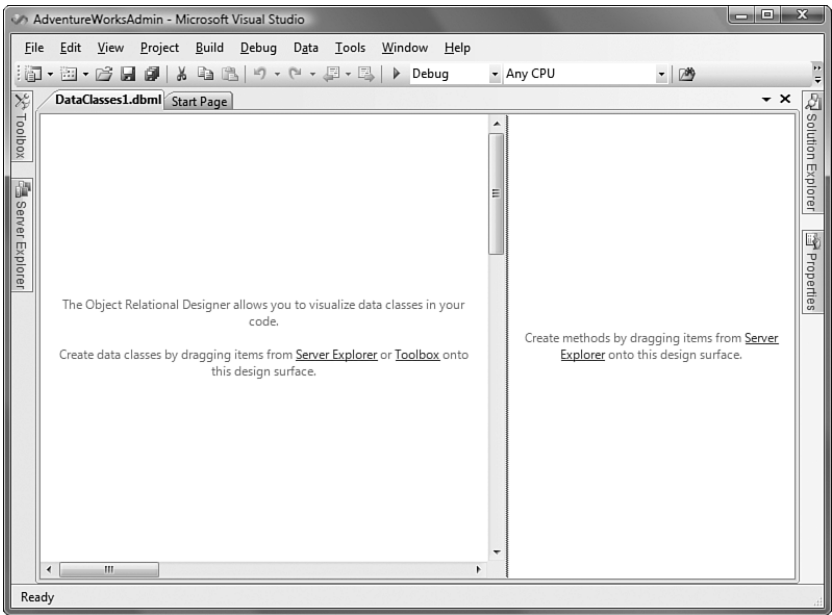 AdventureWorksAdmin - Microsoft Visual Studio
File Edit View Project Build Debug Data Tools Window Help
Debug Any CPU
DataClasses1.dbml Start Page
Toolbox
Server Explorer
The Object Relational Designer allows you to visualize data classes in your
code.
Create data classes by dragging items from Server Explorer or Toolbox onto
this design surface.
Create methods by dragging items from Server
Explorer onto this design surface.
Solution Explorer
Properties
Ready